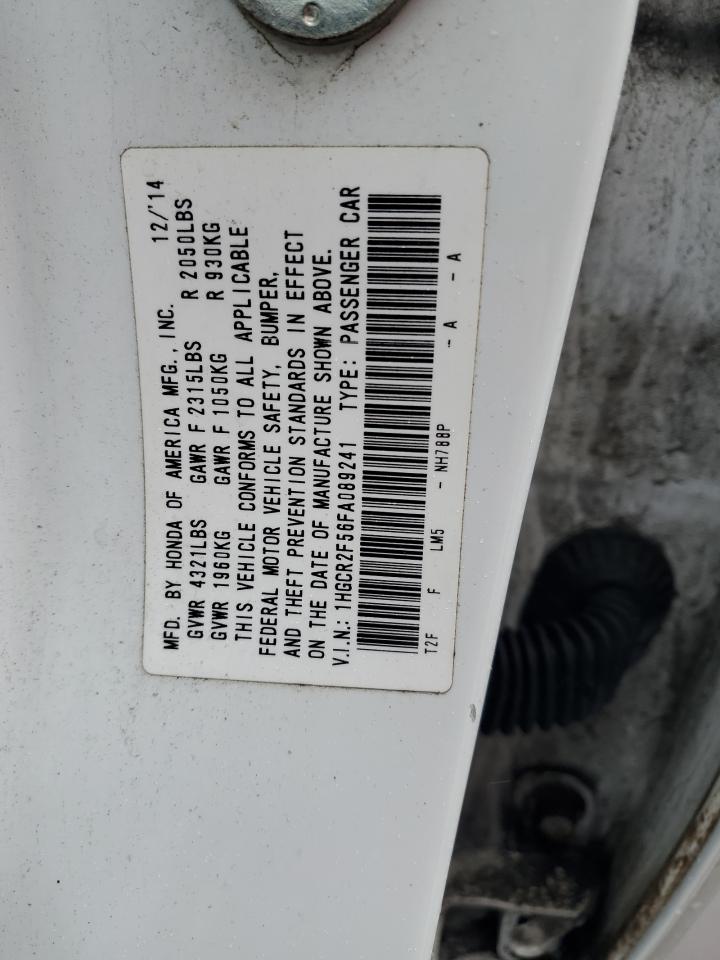 MFD. BY HONDA OF AMERICA MFG., INC. 12/'14
GVWR 4321LBS GAWR F 2315LBS R 2050LBS
GVWR 1960KG GAWR F 1050KG R 930KG
THIS VEHICLE CONFORMS TO ALL APPLICABLE
FEDERAL MOTOR VEHICLE SAFETY, BUMPER,
AND THEFT PREVENTION STANDARDS IN EFFECT
ON THE DATE OF MANUFACTURE SHOWN ABOVE.
V.I.N.: 1HGCR2F56FA089241 TYPE: PASSENGER CAR
T2F F LM5 - NH788P - A - A